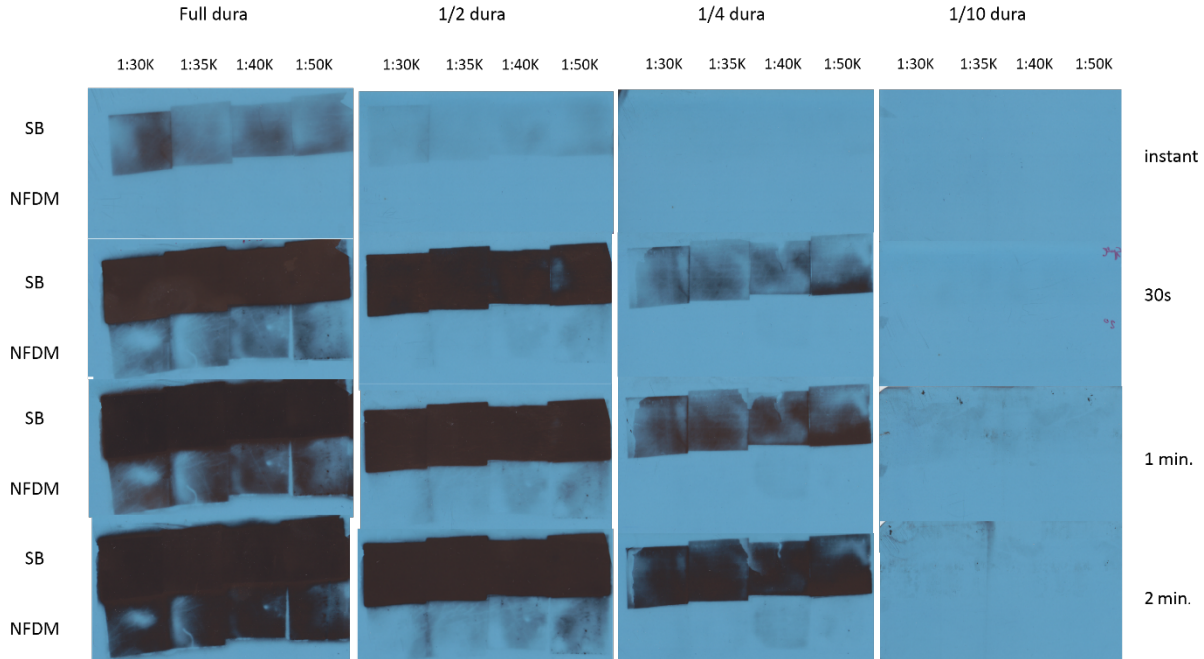 Full dura 1/2 dura 1/4 dura 1/10 dura
1:30K 1:35K 1:40K 1:50K 1:30K 1:35K 1:40K 1:50K 1:30K 1:35K 1:40K 1:50K 1:30K 1:35K 1:40K 1:50K
SB
instant
NFDM
SB
30s
NFDM
SB
1 min.
NFDM
SB
2 min.
NFDM